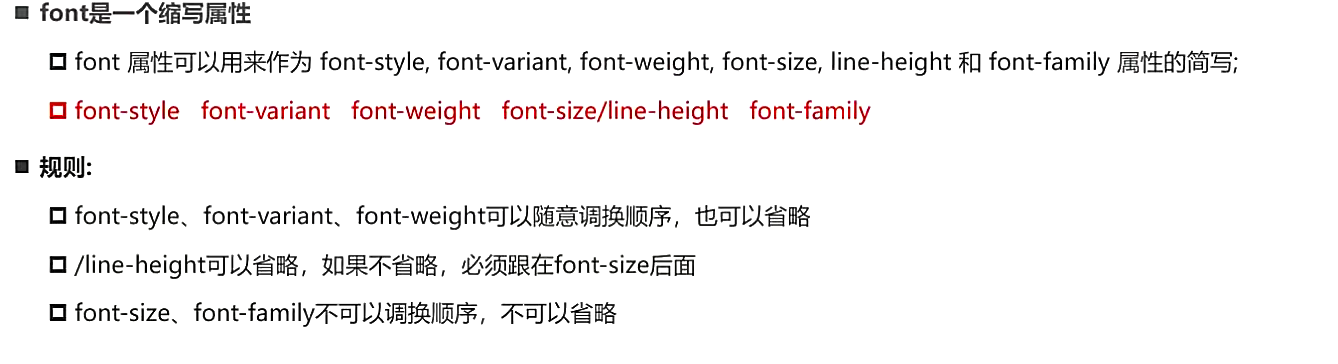 font是一个缩写属性
font 属性可以用来作为 font-style, font-variant, font-weight, font-size, line-height 和 font-family 属性的简写;
font-style font-variant font-weight font-size/line-height font-family
规则:
font-style、font-variant、font-weight可以随意调换顺序，也可以省略
/line-height可以省略，如果不省略，必须跟在font-size后面
font-size、font-family不可以调换顺序，不可以省略